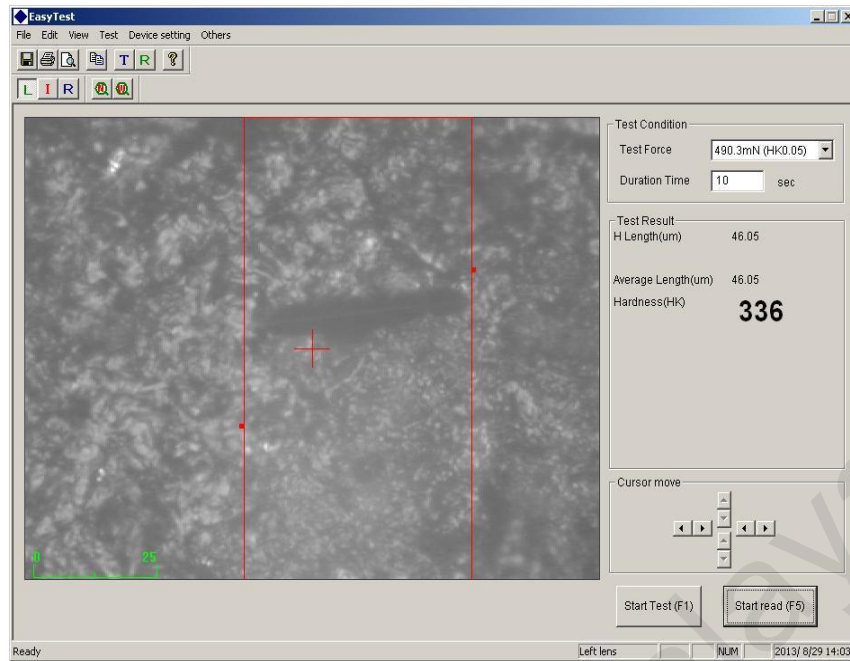 EasyTest
File Edit View Test Device setting Others
T R ?
L I R N W
Test Condition
Test Force 490.3mN (HK0.05)
Duration Time 10 sec
Test Result
H Length(um) 46.05
Average Length(um) 46.05
Hardness(HK) 336
0 25
Cursor move
Start Test (F1) Start read (F5)
Ready Left lens NUM 2013/ 8/29 14:03